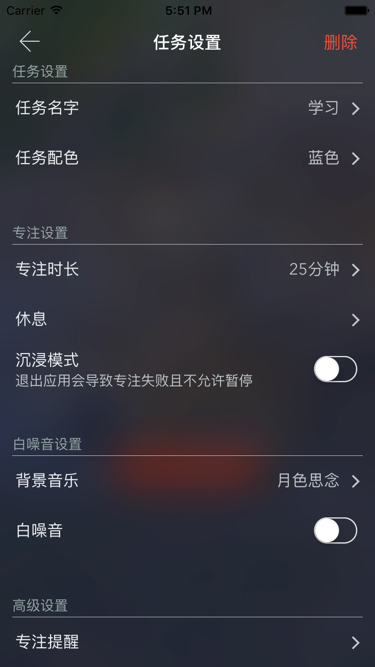 Carrier 5:51 PM
任务设置 删除
任务设置
任务名字 学习
任务配色 蓝色
专注设置
专注时长 25分钟
休息
沉浸模式
退出应用会导致专注失败且不允许暂停
白噪音设置
背景音乐 月色思念
白噪音
高级设置
专注提醒